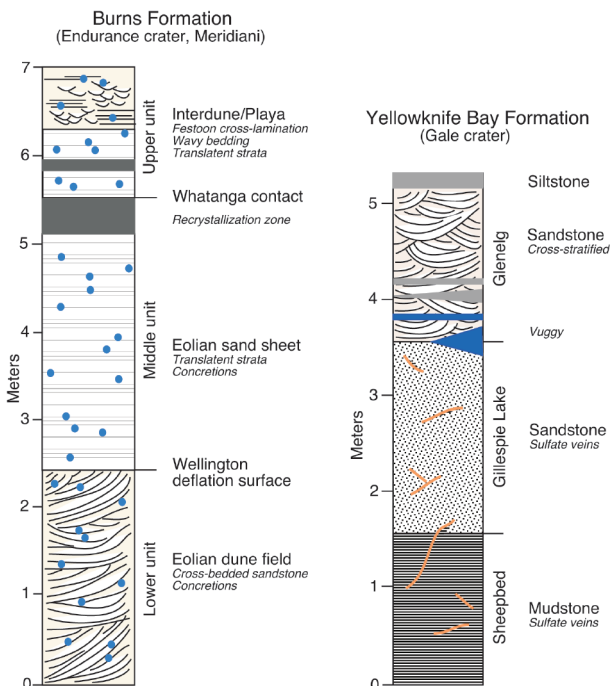 Burns Formation
(Endurance crater, Meridiani)
7
6
5
4
3
2
1
0
Meters
Upper unit
Middle unit
Lower unit
Interdune/Playa
Festoon cross-lamination
Wavy bedding
Translatent strata
Whatanga contact
Recrystallization zone
Eolian sand sheet
Translatent strata
Concretions
Wellington
deflation surface
Eolian dune field
Cross-bedded sandstone
Concretions
Yellowknife Bay Formation
(Gale crater)
5
4
3
2
1
0
Meters
Glenelg
Gillespie Lake
Sheepbed
Siltstone
Sandstone
Cross-stratified
Vuggy
Sandstone
Sulfate veins
Mudstone
Sulfate veins